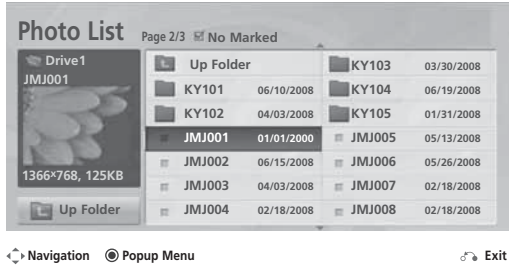 Photo List Page 2/3 No Marked
Drive1
JMJ001
1366×768, 125KB
Up Folder
Up Folder
KY101 06/10/2008
KY102 04/03/2008
JMJ001 01/01/2000
JMJ002 06/15/2008
JMJ003 04/03/2008
JMJ004 02/18/2008
KY103 03/30/2008
KY104 06/19/2008
KY105 01/31/2008
JMJ005 05/13/2008
JMJ006 05/26/2008
JMJ007 02/18/2008
JMJ008 02/18/2008
Navigation Popup Menu Exit